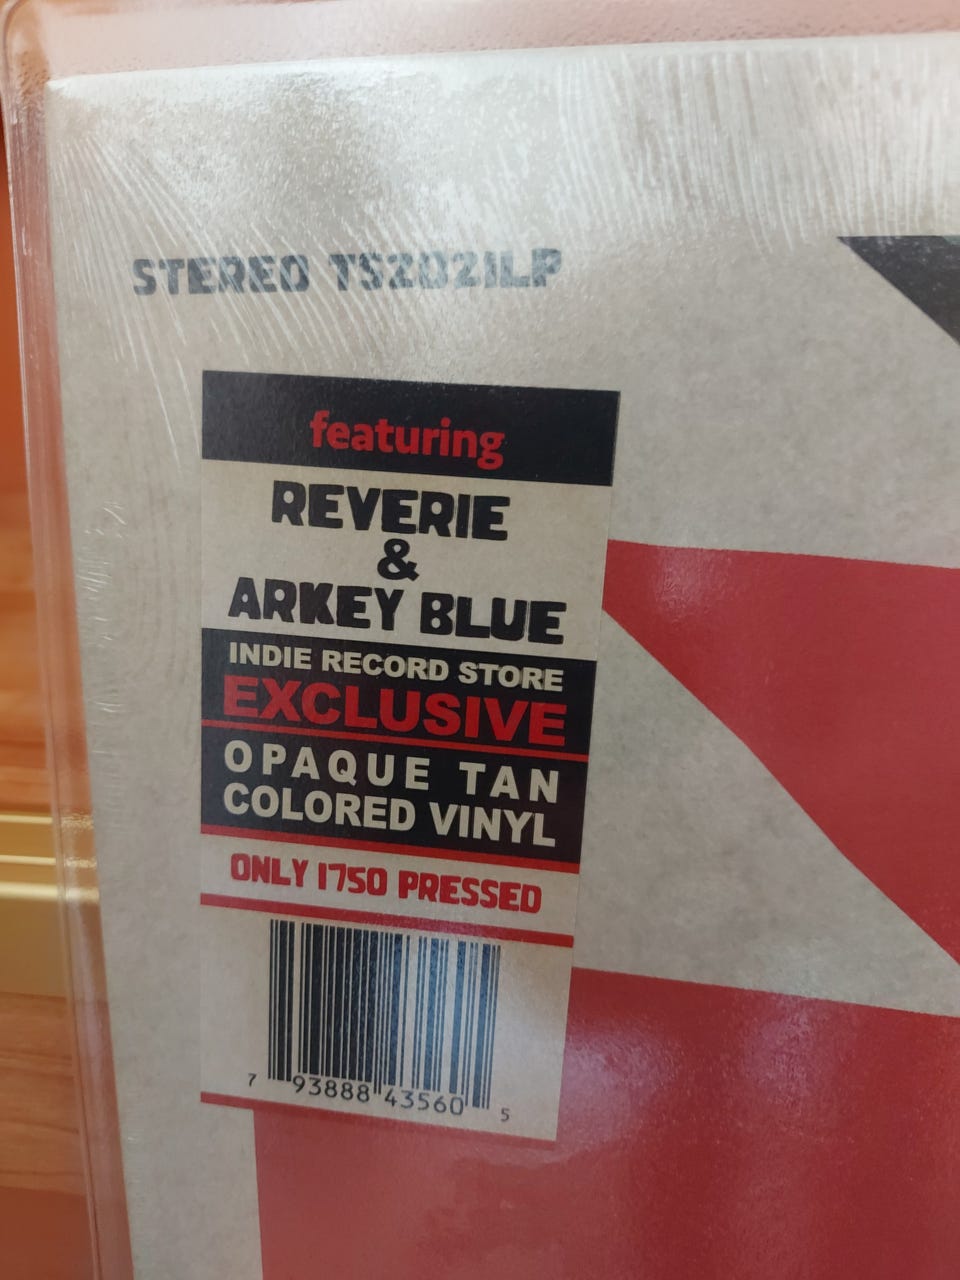 STEREO TS2021LP
featuring
REVERIE
&
ARKEY BLUE
INDIE RECORD STORE
EXCLUSIVE
OPAQUE TAN
COLORED VINYL
ONLY 1750 PRESSED
7 93888 43560 5